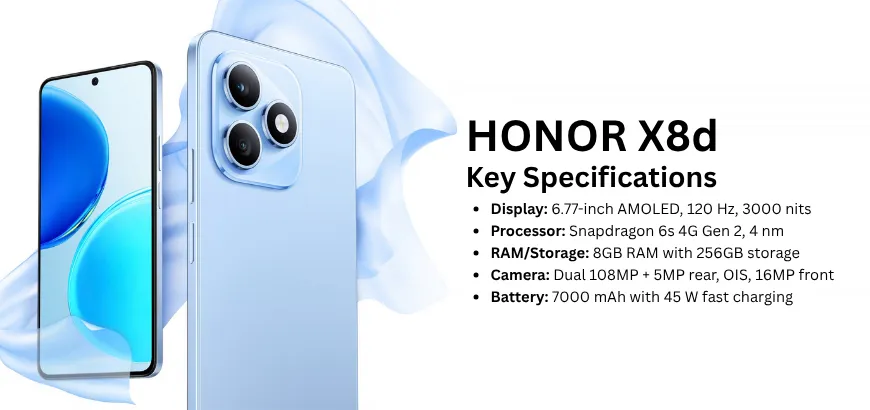 HONOR X8d
Key Specifications
• Display: 6.77-inch AMOLED, 120 Hz, 3000 nits
• Processor: Snapdragon 6s 4G Gen 2, 4 nm
• RAM/Storage: 8GB RAM with 256GB storage
• Camera: Dual 108MP + 5MP rear, OIS, 16MP front
• Battery: 7000 mAh with 45 W fast charging